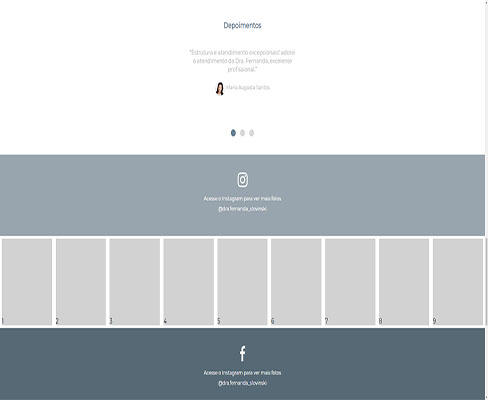 Depoimentos
"Estrutura e atendimento excepcionais! adorei
o atendimento da Dra. Fernanda, excelente
profissional."
Maria Augusta Santos
Acesse o Instagram para ver mais fotos
@dra.fernanda_slovinski
1 2 3 4 5 6 7 8 9
f
Acesse o Instagram para ver mais fotos
@dra.fernanda_slovinski